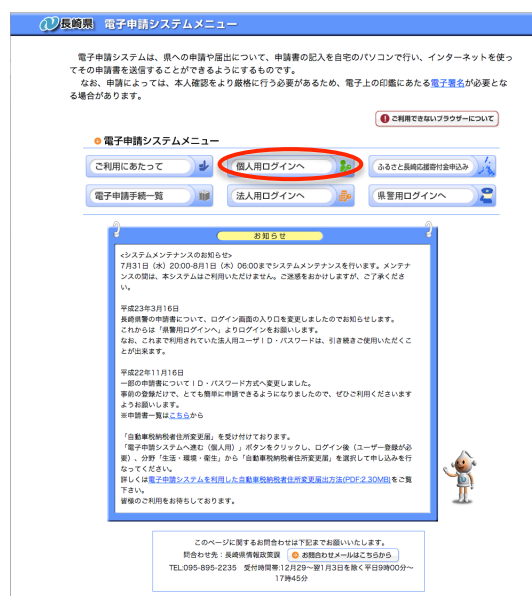 長崎県 電子申請システムメニュー
電子申請システムは、県への申請や届出について、申請書の記入を自宅のパソコンで行い、インターネットを使っ
てその申請書を送信することができるようにするものです。
なお、申請によっては、本人確認をより厳格に行う必要があるため、電子上の印鑑にあたる電子署名が必要とな
る場合があります。
ご利用できないブラウザーについて
電子申請システムメニュー
ご利用にあたって
個人用ログインへ
ふるさと長崎応援寄付金申込み
電子申請手続一覧
法人用ログインへ
県警用ログインへ
お知らせ
<システムメンテナンスのお知らせ>
7月31日（水）20:00-8月1日（木）06:00までシステムメンテナンスを行います。メンテナ
ンスの間は、本システムはご利用いただけません。ご迷惑をおかけしますが、ご了承くださ
い。
平成23年3月16日
長崎県警の申請書について、ログイン画面の入り口を変更しましたのでお知らせします。
これからは「県警用ログインへ」よりログインをお願いします。
なお、これまで利用されていた法人用ユーザＩＤ・パスワードは、引き続きご使用いただくこ
とが出来ます。
平成22年11月16日
一部の申請書についてＩＤ・パスワード方式へ変更しました。
事前の登録だけで、とても簡単に申請できるようになりましたので、ぜひご利用くださいます
ようお願いします。
※申請書一覧はこちらから
「自動車税納税者住所変更届」を受け付けております。
「電子申請システムへ進む（個人用）」ボタンをクリックし、ログイン後（ユーザー登録が必
要）、分野「生活・環境・衛生」から「自動車税納税者住所変更届」を選択して申し込みを行
なってください。
詳しくは電子申請システムを利用した自動車税納税者住所変更届出方法(PDF:2.30MB)をご覧
下さい。
皆様のご利用をお待ちしております。
このページに関するお問合わせは下記までお願いいたします。
問合わせ先：長崎県情報政策課 お問合わせメールはこちらから
TEL:095-895-2235 受付時間帯:12月29～翌1月3日を除く平日9時00分～
17時45分